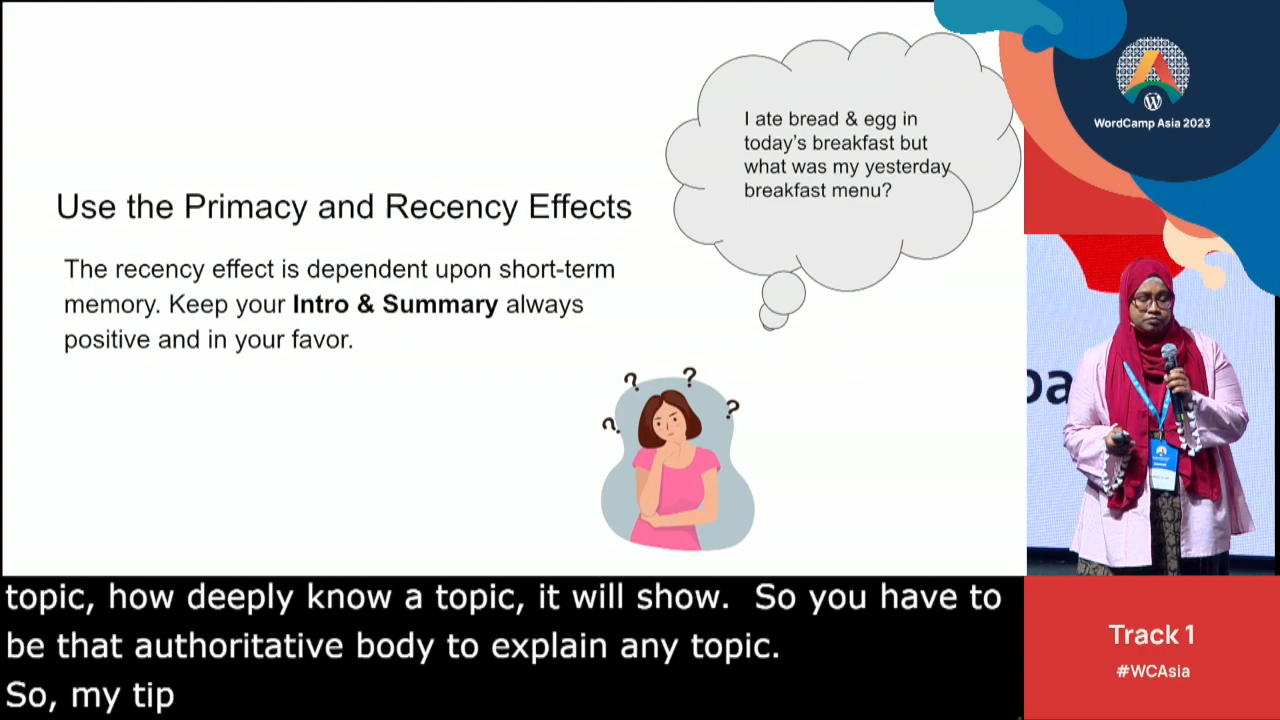 Use the Primacy and Recency Effects
The recency effect is dependent upon short-term
memory. Keep your Intro & Summary always
positive and in your favor.
I ate bread & egg in
today's breakfast but
what was my yesterday
breakfast menu?
? ? ? ?
WordCamp Asia 2023
pa
topic, how deeply know a topic, it will show. So you have to
be that authoritative body to explain any topic.
So, my tip
Track 1
#WCAsia